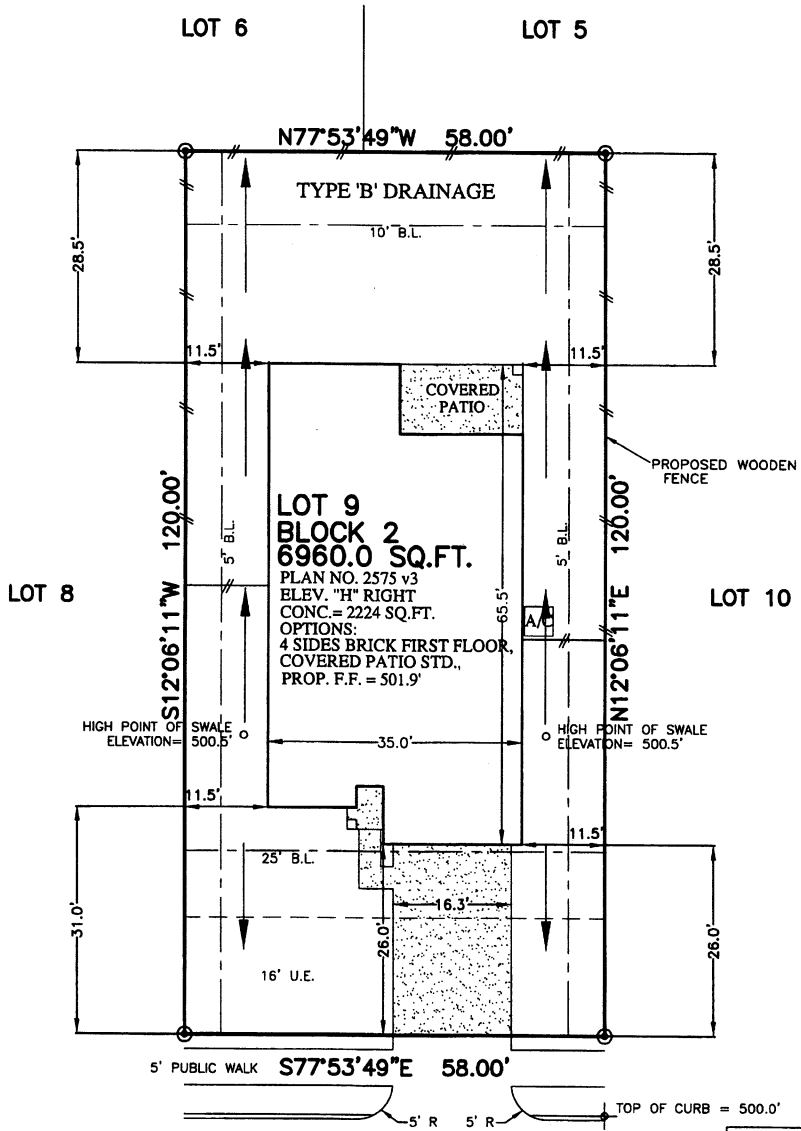 LOT 6
LOT 5
N77°53'49"W 58.00'
TYPE 'B' DRAINAGE
10' B.L.
28.5'
28.5'
11.5'
11.5'
COVERED
PATIO
PROPOSED WOODEN
FENCE
S12°06'11"W 120.00'
N12°06'11"E 120.00'
5' B.L.
5' B.L.
LOT 9
BLOCK 2
6960.0 SQ.FT.
PLAN NO. 2575 v3
ELEV. "H" RIGHT
CONC.= 2224 SQ.FT.
OPTIONS:
4 SIDES BRICK FIRST FLOOR,
COVERED PATIO STD.,
PROP. F.F. = 501.9'
65.5'
A/C
LOT 8
LOT 10
HIGH POINT OF SWALE
ELEVATION= 500.5'
HIGH POINT OF SWALE
ELEVATION= 500.5'
35.0'
11.5'
11.5'
25' B.L.
31.0'
26.0'
16.3'
26.0'
16' U.E.
5' PUBLIC WALK
S77°53'49"E 58.00'
5' R
5' R
TOP OF CURB = 500.0'